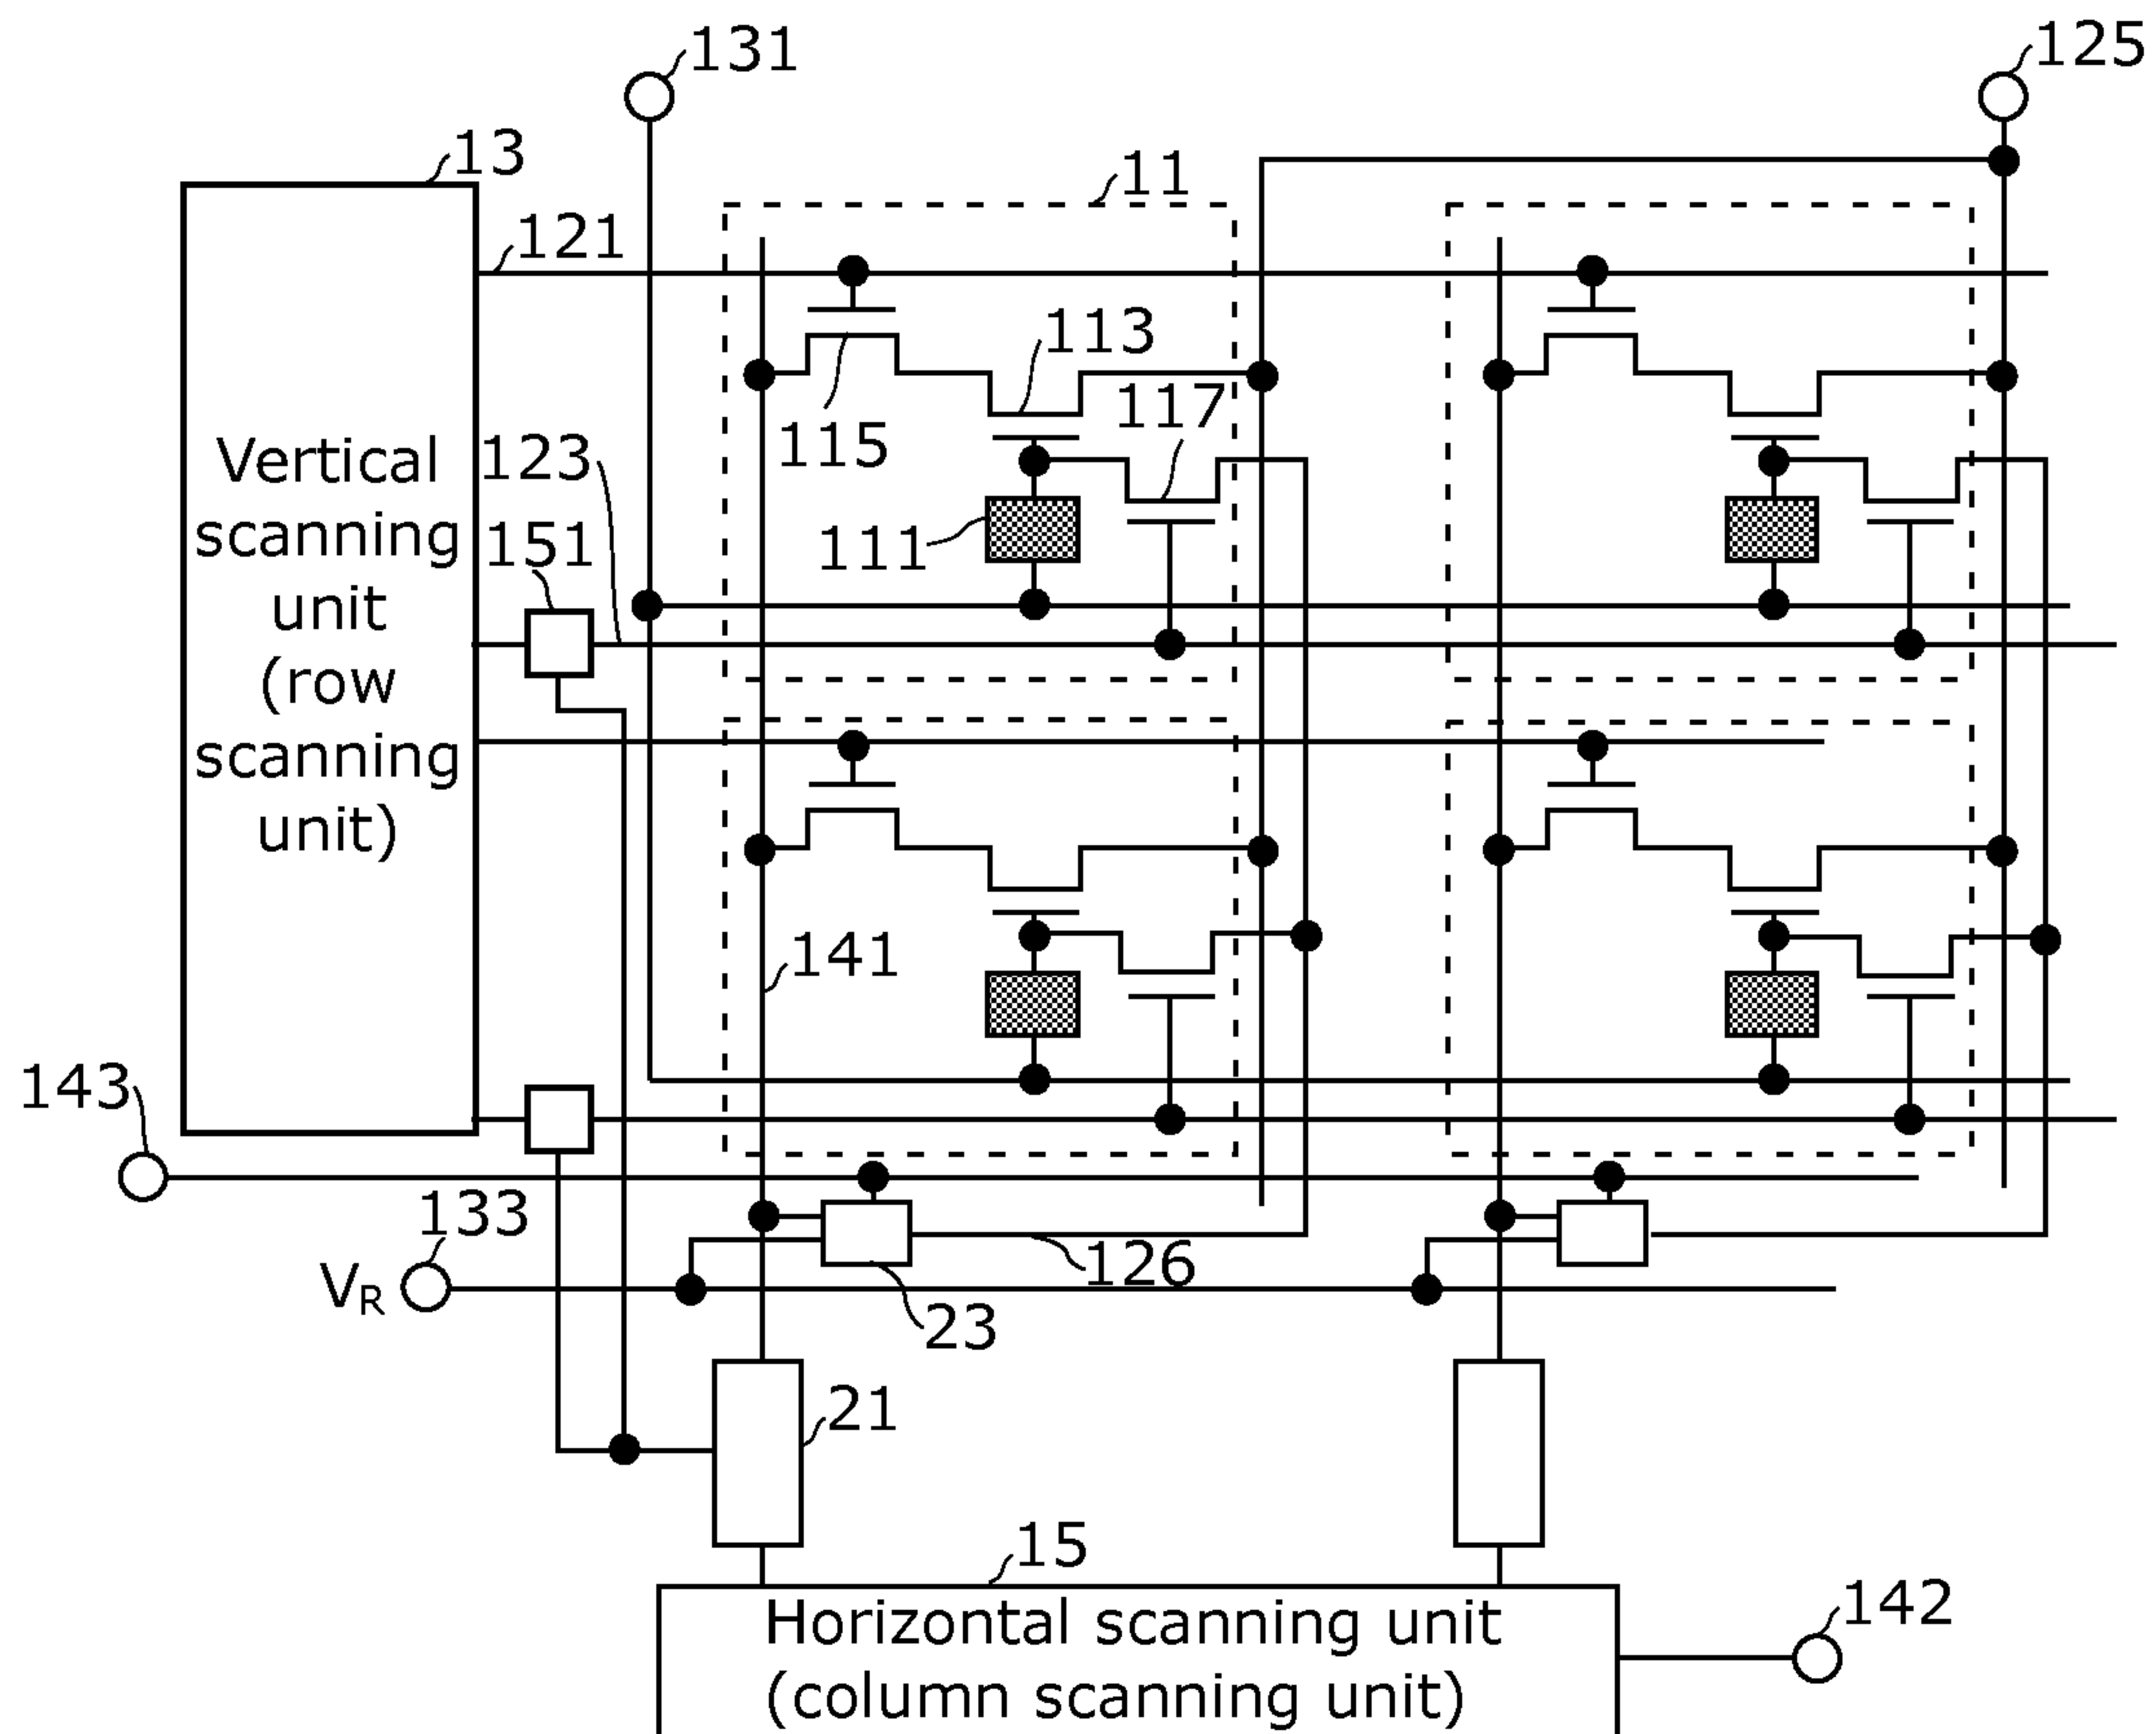 131
125
13
11
121
113
117
115
123
151
111
Vertical
scanning
unit
(row
scanning
unit)
141
143
133
126
VR
23
21
15
Horizontal scanning unit
(column scanning unit)
142